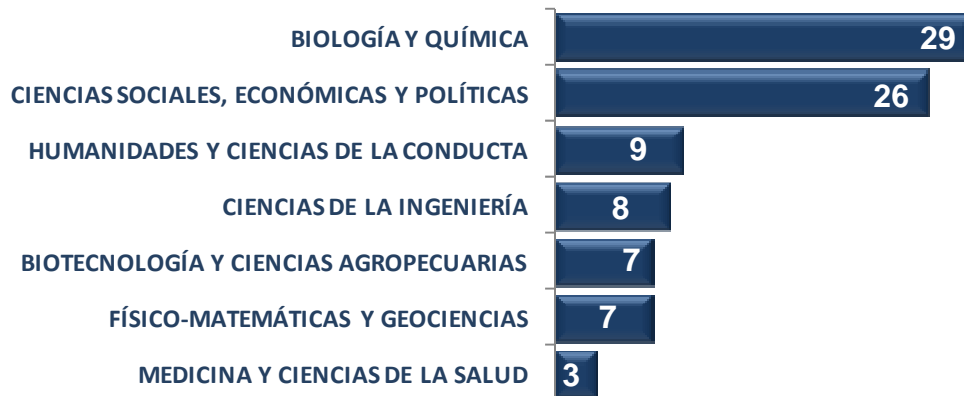 BIOLOGÍA Y QUÍMICA 29
CIENCIAS SOCIALES, ECONÓMICAS Y POLÍTICAS 26
HUMANIDADES Y CIENCIAS DE LA CONDUCTA 9
CIENCIAS DE LA INGENIERÍA 8
BIOTECNOLOGÍA Y CIENCIAS AGROPECUARIAS 7
FÍSICO-MATEMÁTICAS Y GEOCIENCIAS 7
MEDICINA Y CIENCIAS DE LA SALUD 3